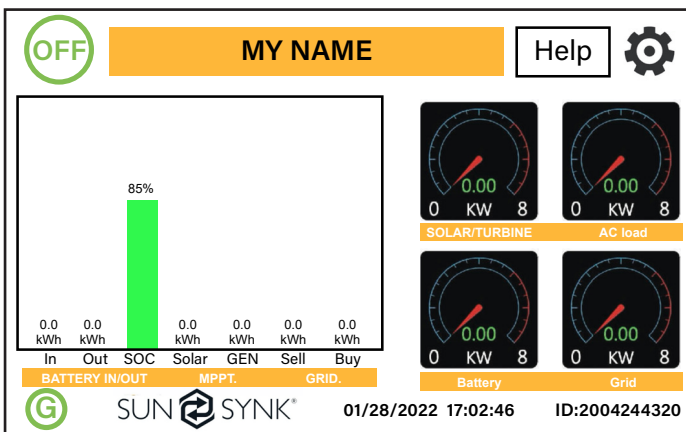 OFF
MY NAME
Help
85%
0.0 0.0 0.0 0.0 0.0 0.0
kWh kWh kWh kWh kWh kWh
In Out SOC Solar GEN Sell Buy
BATTERY IN/OUT MPPT. GRID.
0.00
0 KW 8
SOLAR/TURBINE
0.00
0 KW 8
AC load
0.00
0 KW 8
Battery
0.00
0 KW 8
Grid
G
SUN SYNK®
01/28/2022 17:02:46
ID:2004244320